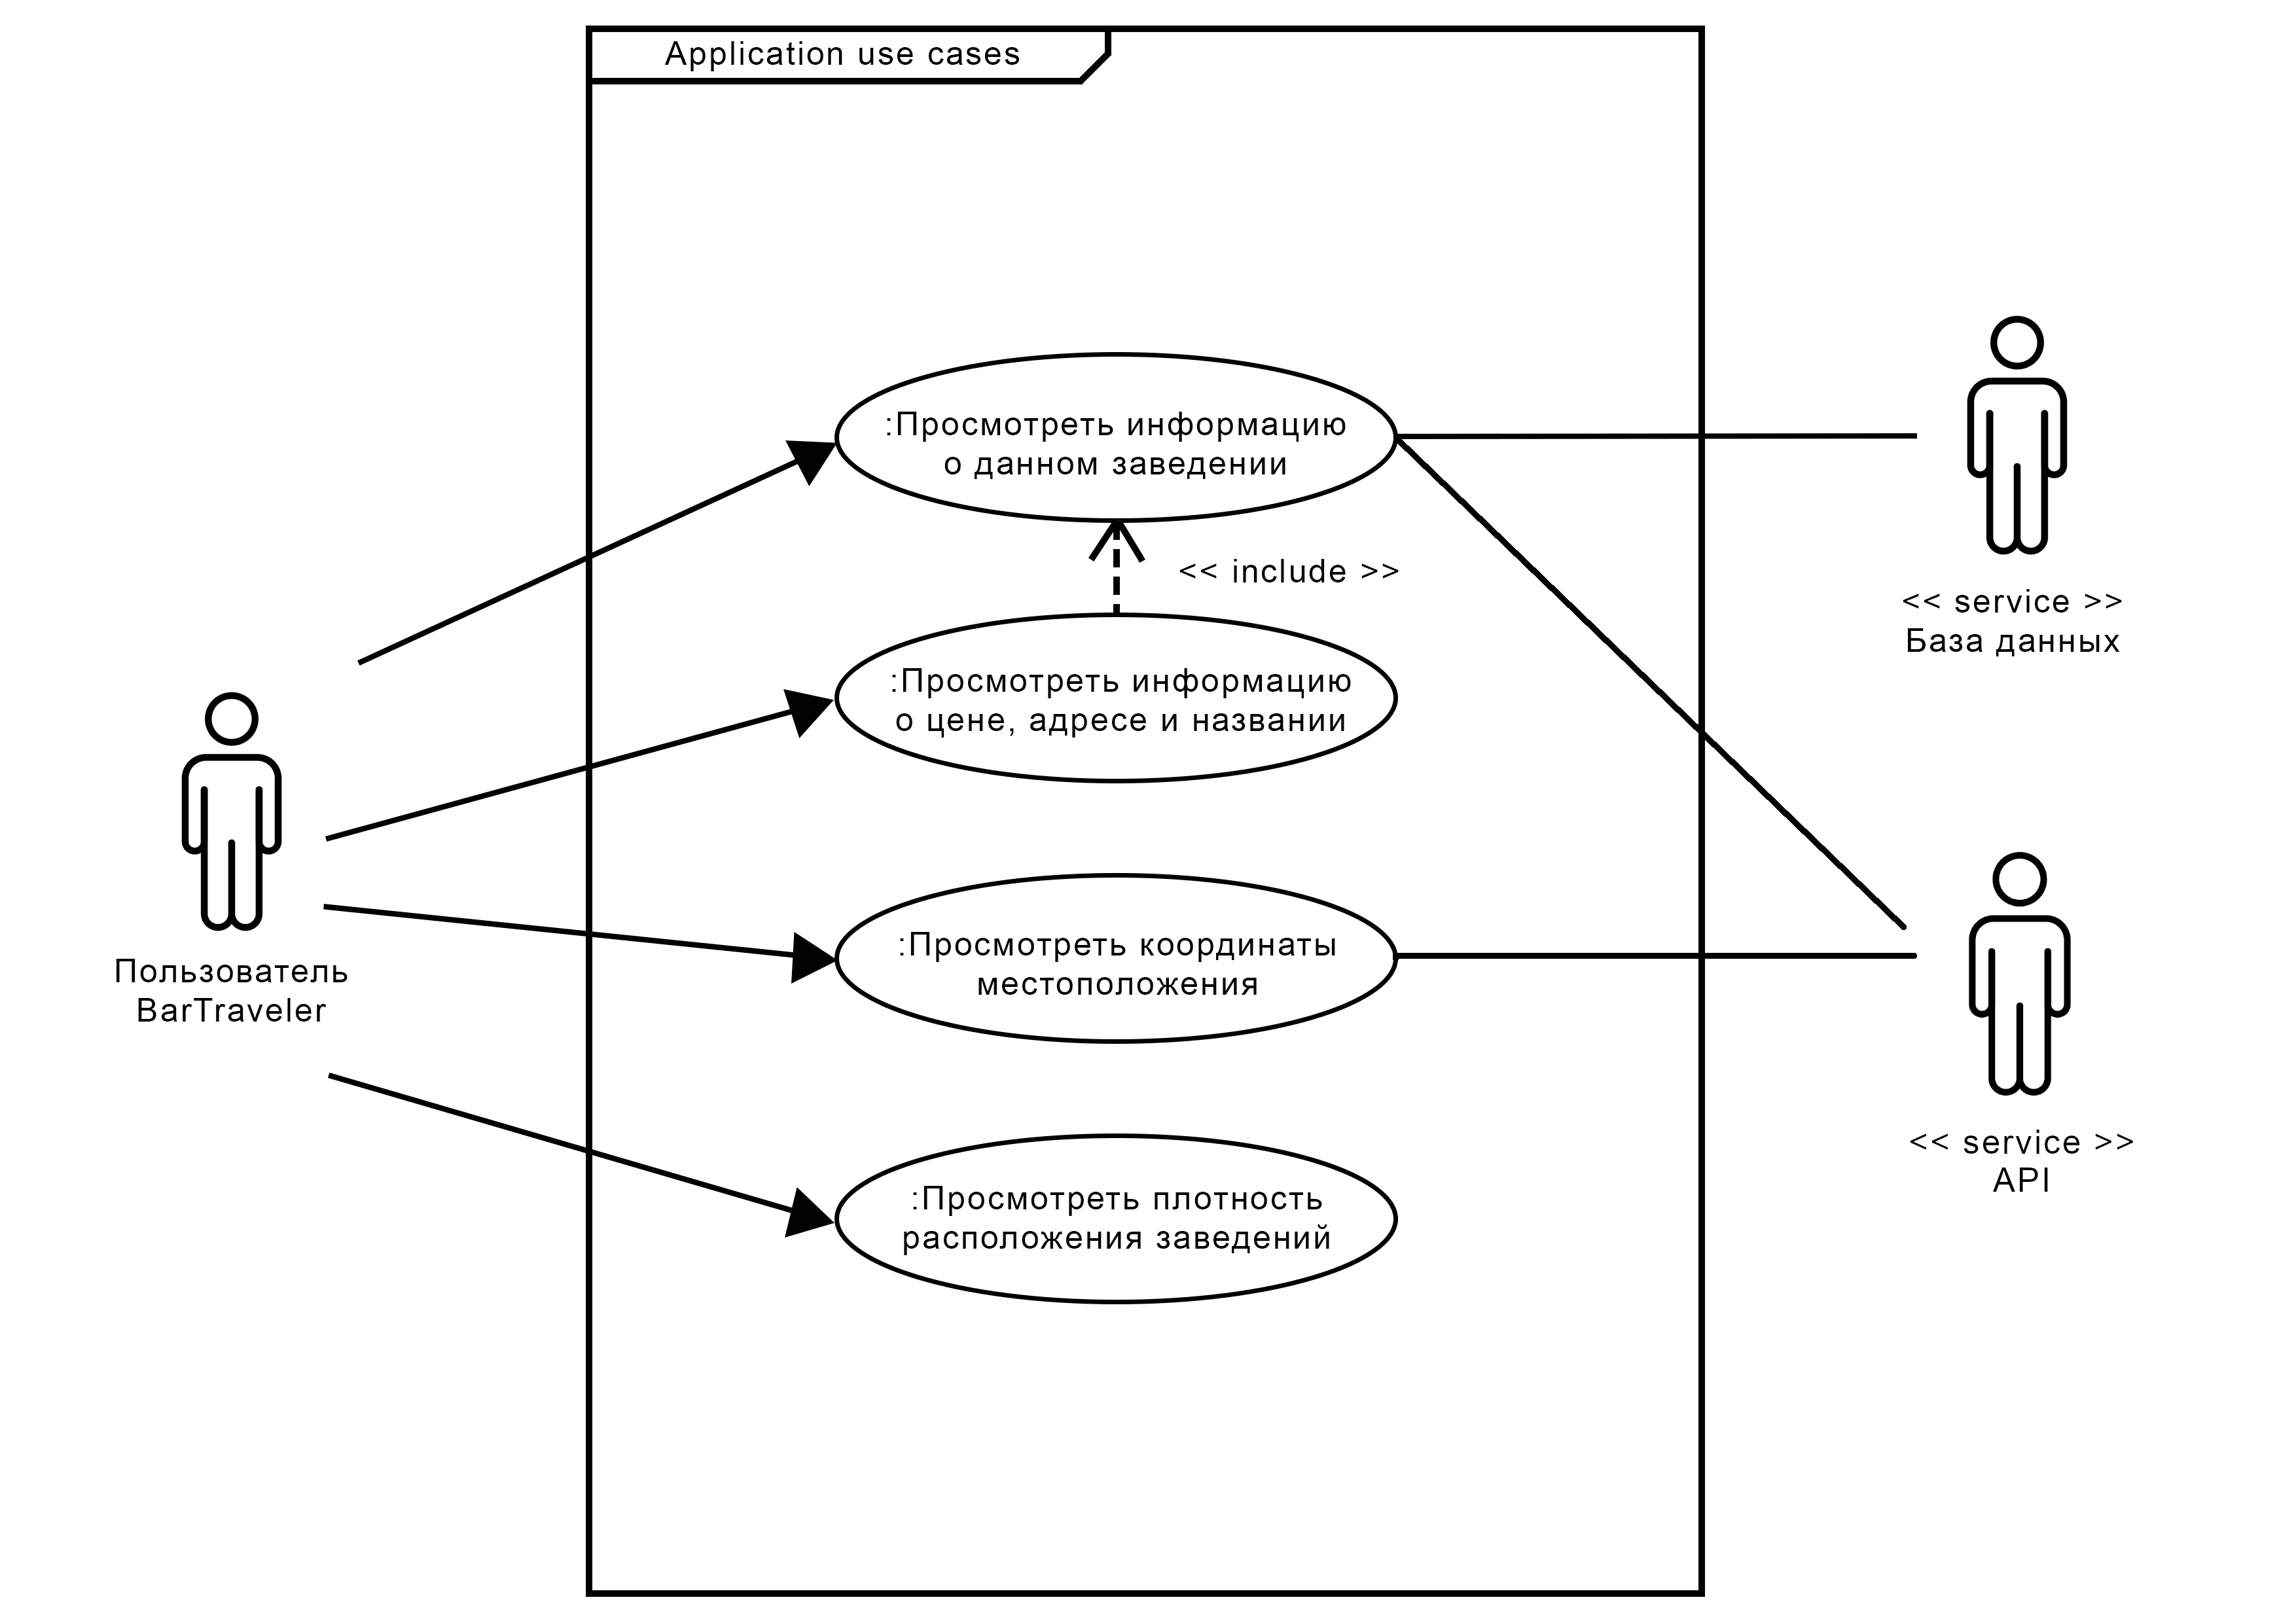 Application use cases
:Просмотреть информацию
о данном заведении
<< include >>
<< service >>
База данных
:Просмотреть информацию
о цене, адресе и названии
Пользователь
BarTraveler
:Просмотреть координаты
местоположения
<< service >>
API
:Просмотреть плотность
расположения заведений